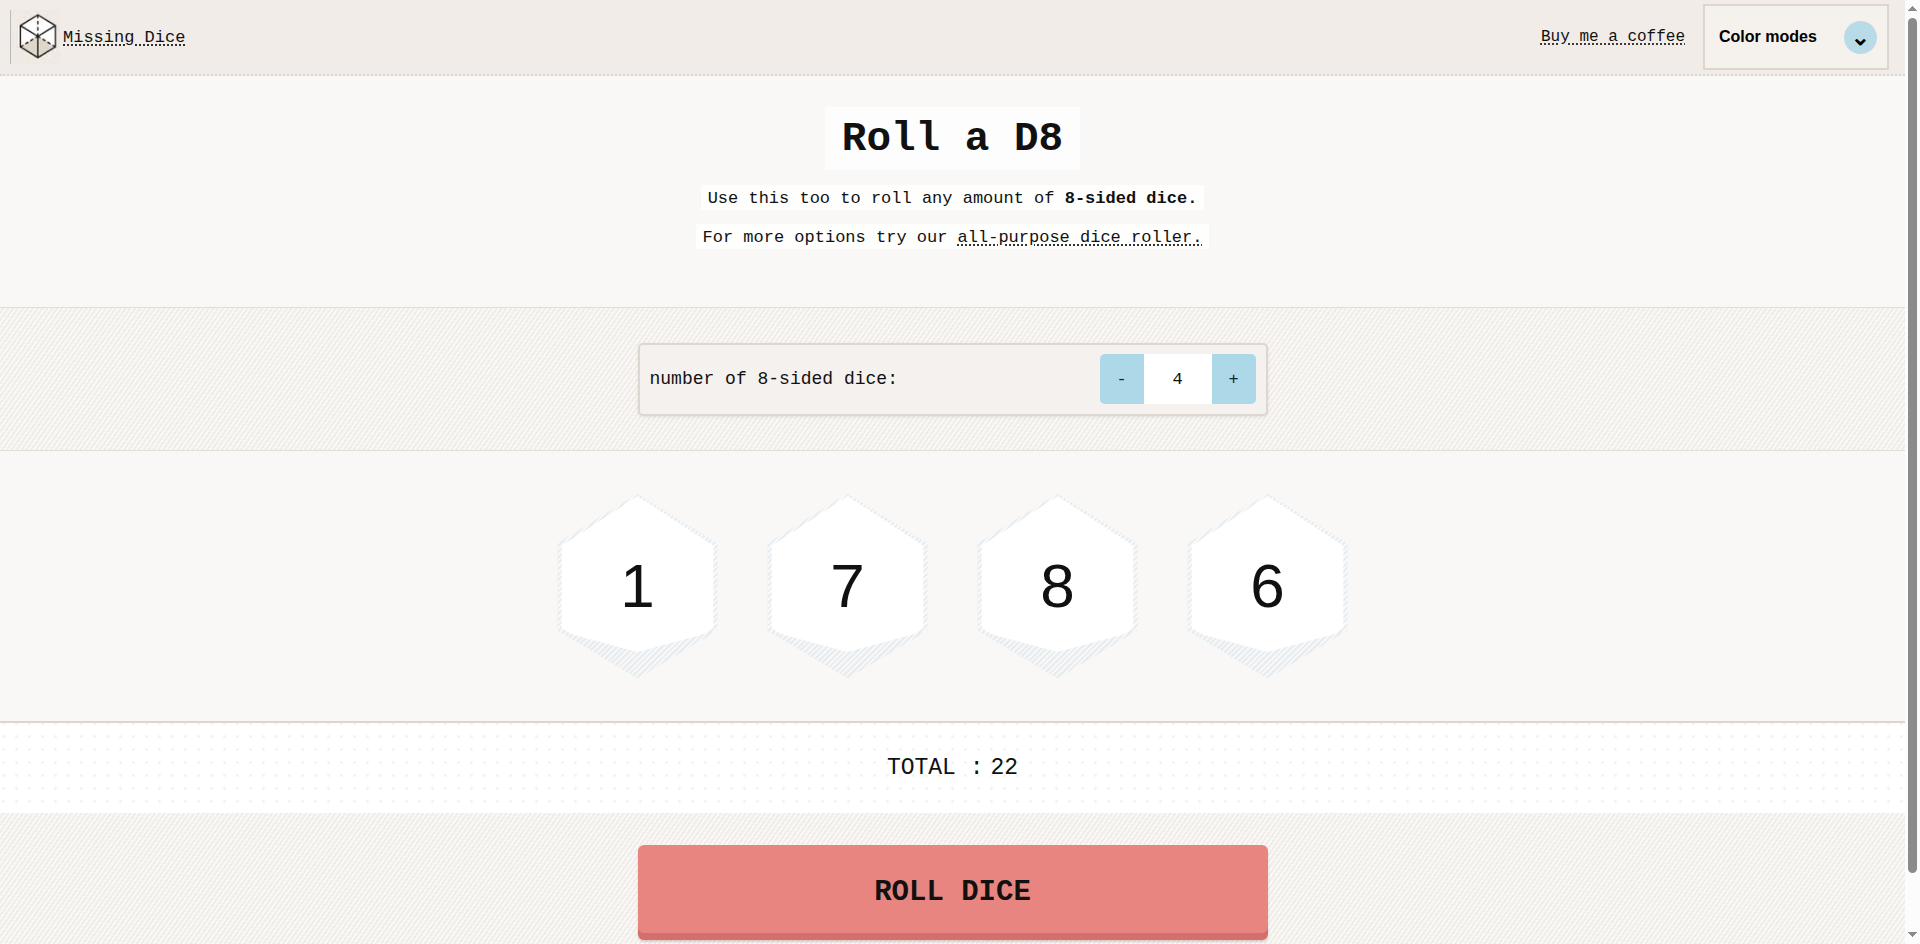 Missing Dice
Buy me a coffee
Color modes
Roll a D8
Use this too to roll any amount of 8-sided dice.
For more options try our all-purpose dice roller.
number of 8-sided dice:
- 4 +
1 7 8 6
TOTAL : 22
ROLL DICE